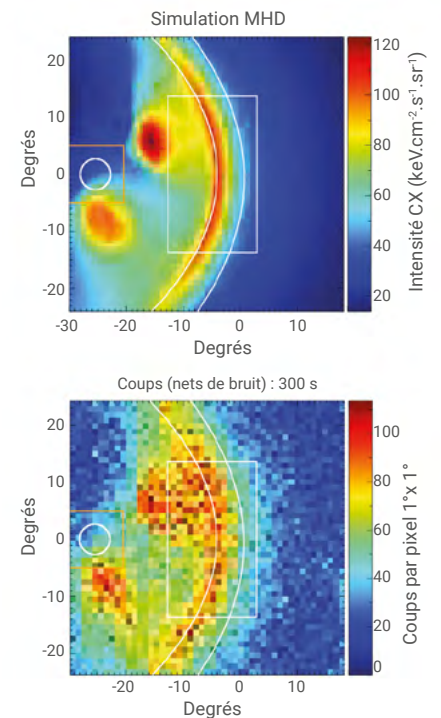 Simulation MHD
120
100
80
60
40
20
Intensité CX (keV.cm⁻².s⁻¹.sr⁻¹)
20
10
0
-10
-20
Degrés
-30 -20 -10 0 10
Degrés
Coups (nets de bruit) : 300 s
100
80
60
40
20
0
Coups par pixel 1°x 1°
20
10
0
-10
-20
Degrés
-20 -10 0 10
Degrés